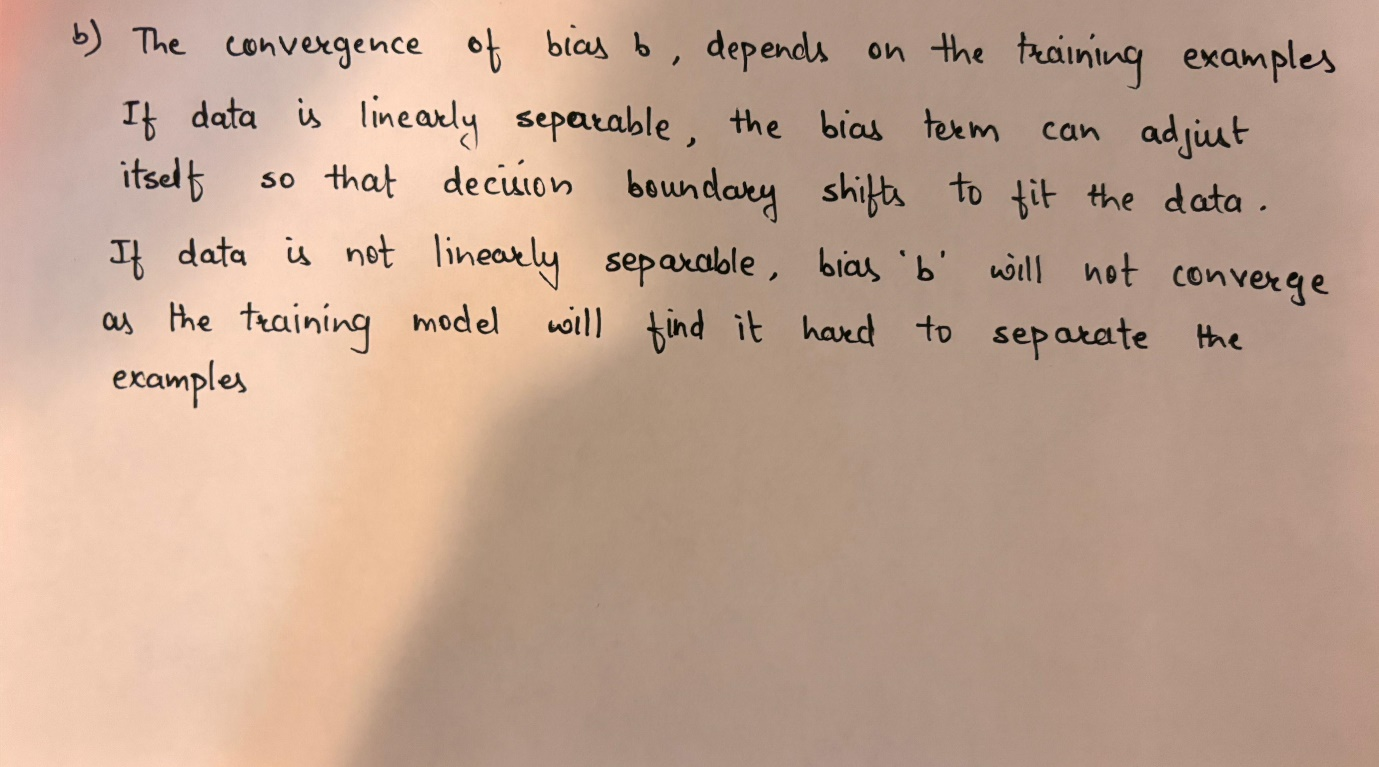 b) The convergence of bias b, depends on the training examples
If data is linearly separable, the bias term can adjust
itself so that decision boundary shifts to fit the data.
If data is not linearly separable, bias 'b' will not converge
as the training model will find it hard to separate the
examples